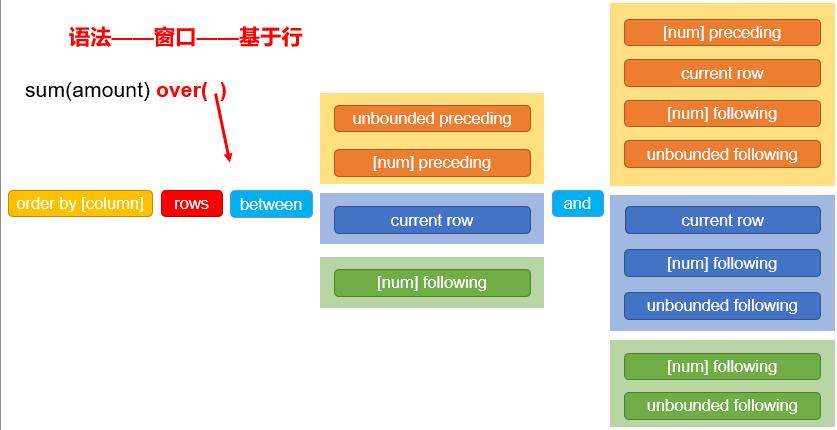 语法——窗口——基于行
sum(amount) over( )
order by [column]
rows
between
unbounded preceding
[num] preceding
current row
[num] following
and
[num] preceding
current row
[num] following
unbounded following
current row
[num] following
unbounded following
[num] following
unbounded following